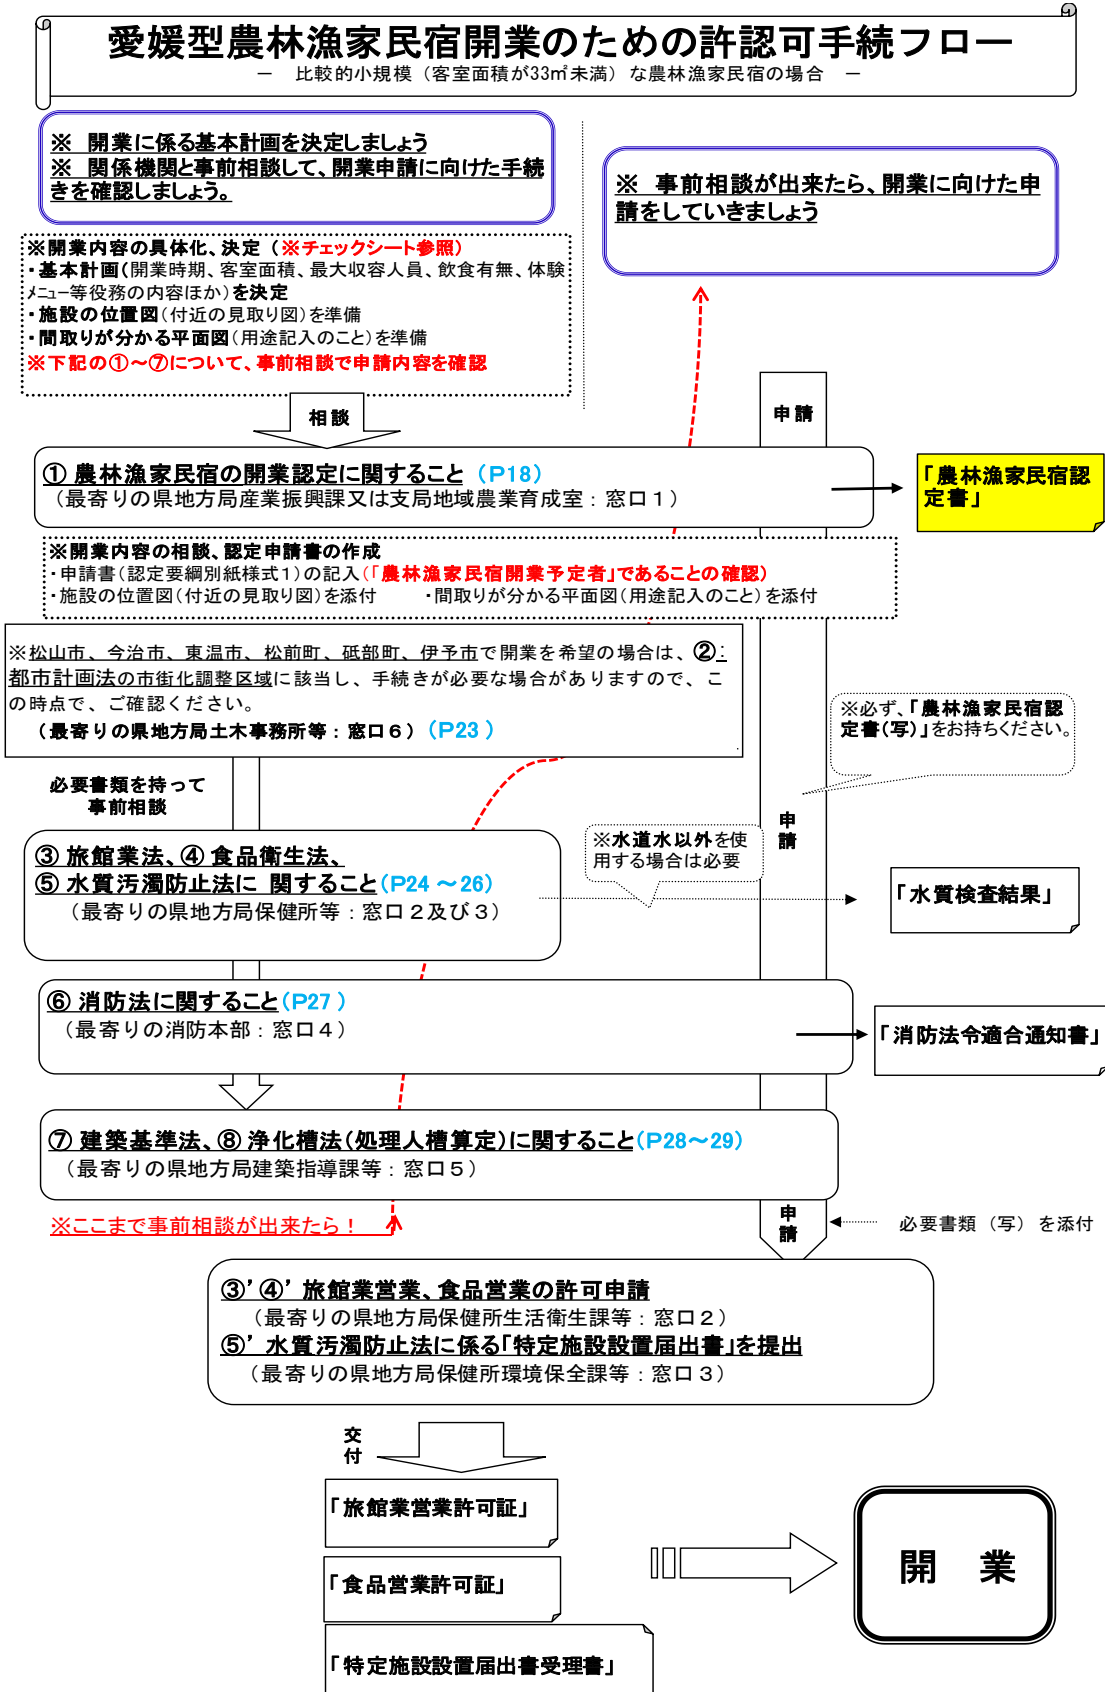 愛媛型農林漁家民宿開業のための許認可手続フロー
－　比較的小規模（客室面積が33㎡未満）な農林漁家民宿の場合　－
※　開業に係る基本計画を決定しましょう
※　関係機関と事前相談して、開業申請に向けた手続
きを確認しましょう。
※　事前相談が出来たら、開業に向けた申
請をしていきましょう
※開業内容の具体化、決定（※チェックシート参照）
・基本計画（開業時期、客室面積、最大収容人員、飲食有無、体験
メニュー等役務の内容ほか）を決定
・施設の位置図（付近の見取り図）を準備
・間取りが分かる平面図（用途記入のこと）を準備
※下記の①～⑦について、事前相談で申請内容を確認
相談
申請
① 農林漁家民宿の開業認定に関すること（P18）
（最寄りの県地方局産業振興課又は支局地域農業育成室：窓口１）
「農林漁家民宿認
定書」
※開業内容の相談、認定申請書の作成
・申請書（認定要綱別紙様式1）の記入（「農林漁家民宿開業予定者」であることの確認）
・施設の位置図（付近の見取り図）を添付　　・間取りが分かる平面図（用途記入のこと）を添付
※松山市、今治市、東温市、松前町、砥部町、伊予市で開業を希望の場合は、②：
都市計画法の市街化調整区域に該当し、手続きが必要な場合がありますので、こ
の時点で、ご確認ください。
（最寄りの県地方局土木事務所等：窓口６）（P23 ）
※必ず、「農林漁家民宿認
定書（写）」をお持ちください。
必要書類を持って
事前相談
申
請
※水道水以外を使
用する場合は必要
③ 旅館業法、④ 食品衛生法、
⑤ 水質汚濁防止法に 関すること（P24 ～26）
（最寄りの県地方局保健所等：窓口２及び３）
「水質検査結果」
⑥ 消防法に関すること（P27 ）
（最寄りの消防本部：窓口４）
「消防法令適合通知書」
⑦ 建築基準法、⑧ 浄化槽法（処理人槽算定）に関すること（P28～29）
（最寄りの県地方局建築指導課等：窓口５）
※ここまで事前相談が出来たら！
申
請
必要書類（写）を添付
③’④’ 旅館業営業、食品営業の許可申請
（最寄りの県地方局保健所生活衛生課等：窓口２）
⑤’ 水質汚濁防止法に係る「特定施設設置届出書」を提出
（最寄りの県地方局保健所環境保全課等：窓口３）
交
付
「旅館業営業許可証」
「食品営業許可証」
「特定施設設置届出書受理書」
開　業